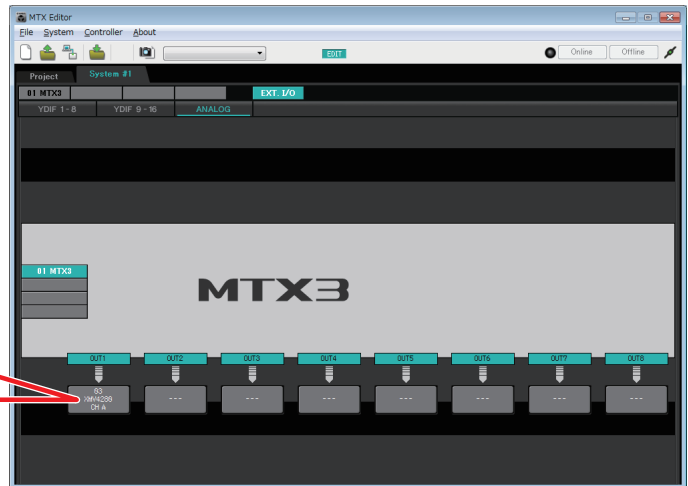 MTX Editor
File System Controller About
EDIT
Online Offline
Project System #1
01 MTX3 EXT. I/O
YDIF 1 - 8 YDIF 9 - 16 ANALOG
01 MTX3
MTX3
OUT1 OUT2 OUT3 OUT4 OUT5 OUT6 OUT7 OUT8
03
XMV4280
CH A
--- --- --- --- --- --- ---